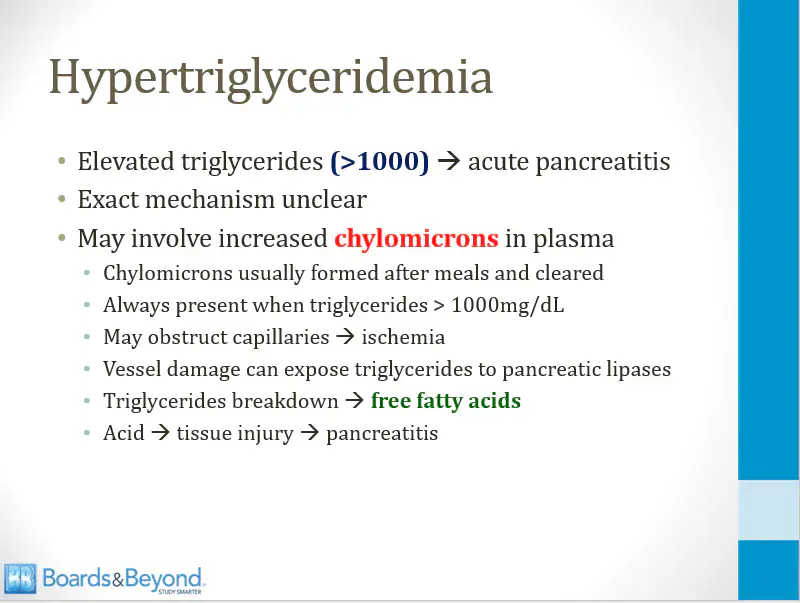 Hypertriglyceridemia
• Elevated triglycerides (>1000) → acute pancreatitis
• Exact mechanism unclear
• May involve increased chylomicrons in plasma
• Chylomicrons usually formed after meals and cleared
• Always present when triglycerides > 1000mg/dL
• May obstruct capillaries → ischemia
• Vessel damage can expose triglycerides to pancreatic lipases
• Triglycerides breakdown → free fatty acids
• Acid → tissue injury → pancreatitis
BB Boards&Beyond.
STUDY SMARTER